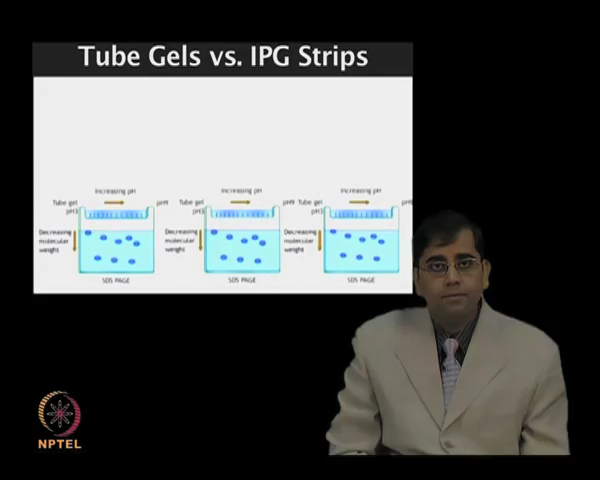 Tube Gels vs. IPG Strips
Increasing pH
Tube gel
pH3
pH9
Decreasing
molecular
weight
SDS PAGE
Increasing pH
Tube gel
pH3
pH9
Decreasing
molecular
weight
SDS PAGE
Increasing pH
Tube gel
pH3
Decreasing
molecular
weight
SDS PAGE
NPTEL